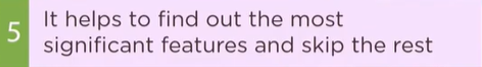 5
It helps to find out the most
significant features and skip the rest